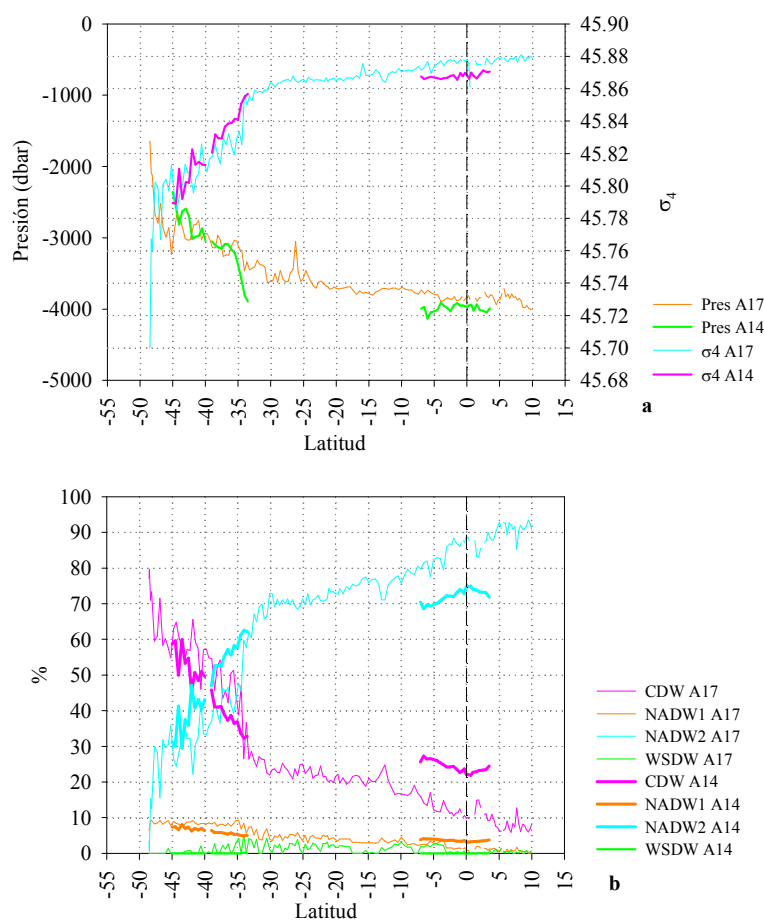 0
-1000
-2000
-3000
-4000
-5000
Presión (dbar)
45.90
45.88
45.86
45.84
45.82
45.80
45.78
45.76
45.74
45.72
45.70
45.68
σ4
-55 -50 -45 -40 -35 -30 -25 -20 -15 -10 -5 0 5 10 15
Latitud
Pres A17
Pres A14
σ4 A17
σ4 A14
a
100
90
80
70
60
50
40
30
20
10
0
%
-55 -50 -45 -40 -35 -30 -25 -20 -15 -10 -5 0 5 10 15
Latitud
CDW A17
NADW1 A17
NADW2 A17
WSDW A17
CDW A14
NADW1 A14
NADW2 A14
WSDW A14
b